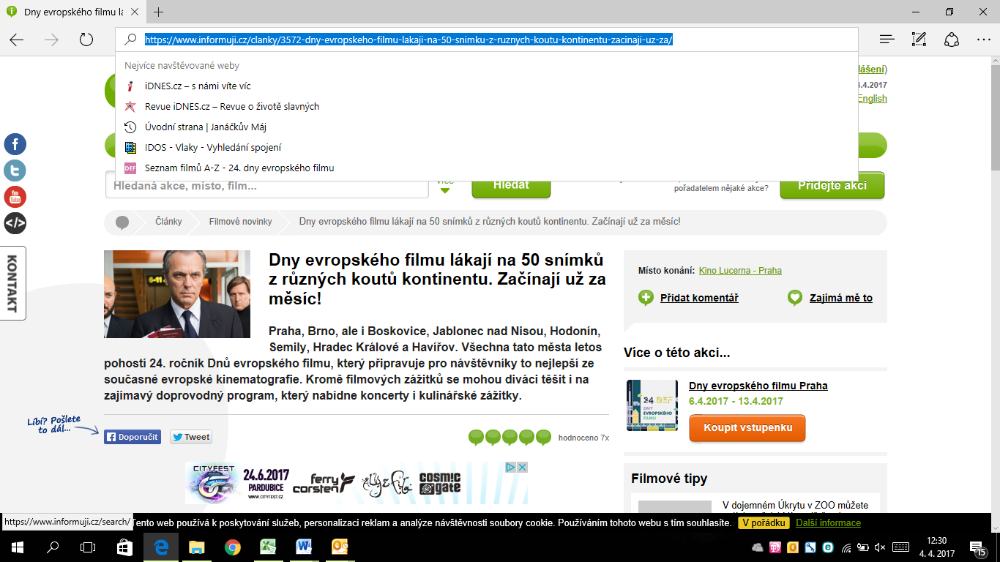 Dny evropského filmu l
https://www.informuji.cz/clanky/3572-dny-evropskeho-filmu-lakaji-na-50-snimku-z-ruznych-koutu-kontinentu-zacinaji-uz-za/
Nejvíce navštěvované weby
iDNES.cz – s námi víte víc
Revue iDNES.cz – Revue o životě slavných
Úvodní strana | Janáčkův Máj
IDOS - Vlaky - Vyhledání spojení
DEF Seznam filmů A-Z - 24. dny evropského filmu
lášení)
.4.2017
English
Hledaná akce, místo, film...
více
Hledat
pořadatelem nějaké akce?
Přidejte akci
Články
Filmové novinky
Dny evropského filmu lákají na 50 snímků z různých koutů kontinentu. Začínají už za měsíc!
You Tube
KONTAKT
6-11
Dny evropského filmu lákají na 50 snímků
z různých koutů kontinentu. Začínají už za
měsíc!
Praha, Brno, ale i Boskovice, Jablonec nad Nisou, Hodonín,
Semily, Hradec Králové a Havířov. Všechna tato města letos
pohostí 24. ročník Dnů evropského filmu, který připravuje pro návštěvníky to nejlepší ze
současné evropské kinematografie. Kromě filmových zážitků se mohou diváci těšit i na
zajímavý doprovodný program, který nabídne koncerty i kulinářské zážitky.
Místo konání: Kino Lucerna - Praha
Přidat komentář
Zajímá mě to
Více o této akci...
24 DEF
DNY
EVROPSKÉHO
FILMU
Dny evropského filmu Praha
6.4.2017 - 13.4.2017
Koupit vstupenku
Líbí? Pošlete
to dál...
Doporučit
Tweet
hodnoceno 7x
CITYFEST
24.6.2017
PARDUBICE
WWW.CITYFEST.CZ
ferry
corsten
aly & fila
cosmic
gate
Filmové tipy
V dojemném Úkrytu v ZOO můžete
https://www.informuji.cz/search/
Tento web používá k poskytování služeb, personalizaci reklam a analýze návštěvnosti soubory cookie. Používáním tohoto webu s tím souhlasíte.
V pořádku
Další informace
12:30
4. 4. 2017
15